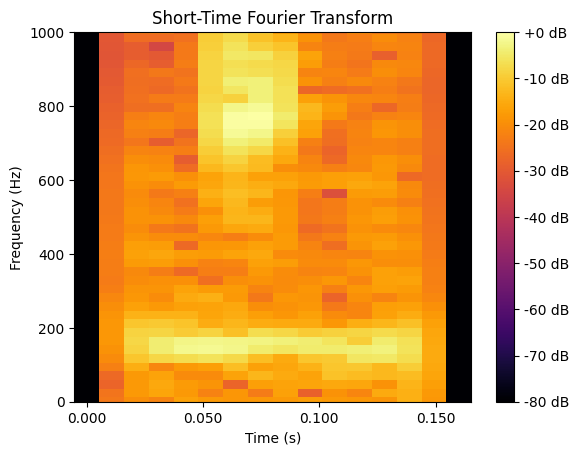 Short-Time Fourier Transform
Frequency (Hz)
1000
800
600
400
200
0
0.000
0.050
0.100
0.150
Time (s)
+0 dB
-10 dB
-20 dB
-30 dB
-40 dB
-50 dB
-60 dB
-70 dB
-80 dB